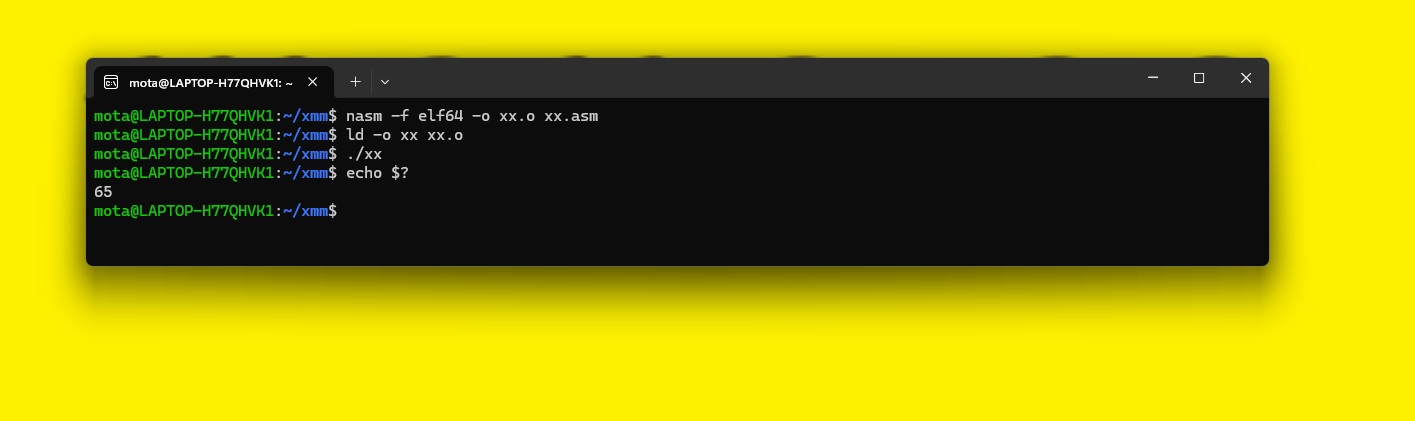 mota@LAPTOP-H77QHVK1: ~
mota@LAPTOP-H77QHVK1:~/xmm$ nasm -f elf64 -o xx.o xx.asm
mota@LAPTOP-H77QHVK1:~/xmm$ ld -o xx xx.o
mota@LAPTOP-H77QHVK1:~/xmm$ ./xx
mota@LAPTOP-H77QHVK1:~/xmm$ echo $?
65
mota@LAPTOP-H77QHVK1:~/xmm$